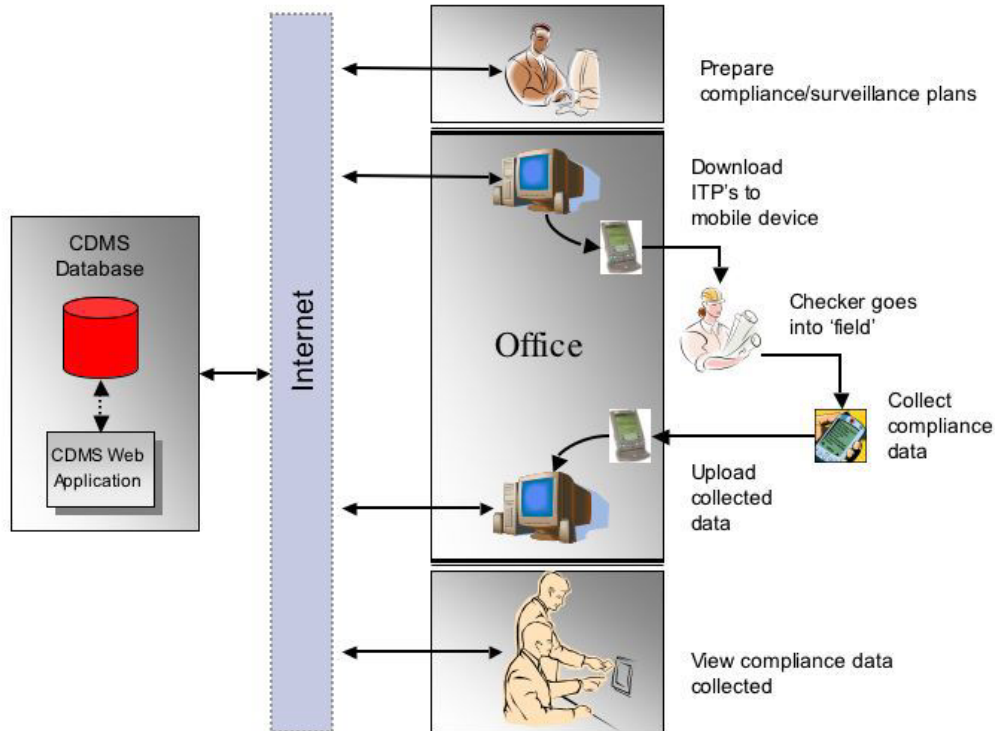 Prepare
compliance/surveillance plans
Download
ITP's to
mobile device
CDMS
Database
Internet
Office
Checker goes
into ‘field’
Collect
compliance
data
CDMS Web
Application
Upload
collected
data
View compliance data
collected